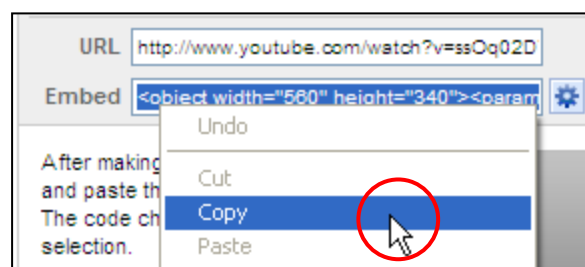 URL http://www.youtube.com/watch?v=ssOq02D
Embed <object width="560" height="340"><param
Undo
After making
Cut
and paste th
The code ch
Copy
selection.
Paste